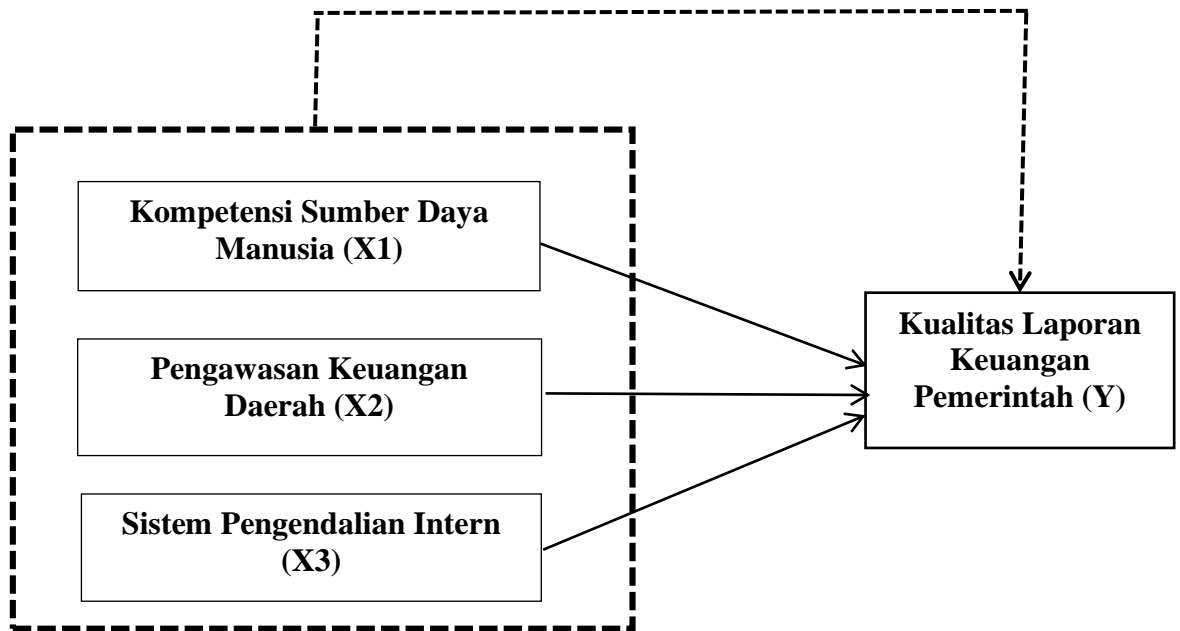 Kompetensi Sumber Daya
Manusia (X1)
Pengawasan Keuangan
Daerah (X2)
Sistem Pengendalian Intern
(X3)
Kualitas Laporan
Keuangan
Pemerintah (Y)